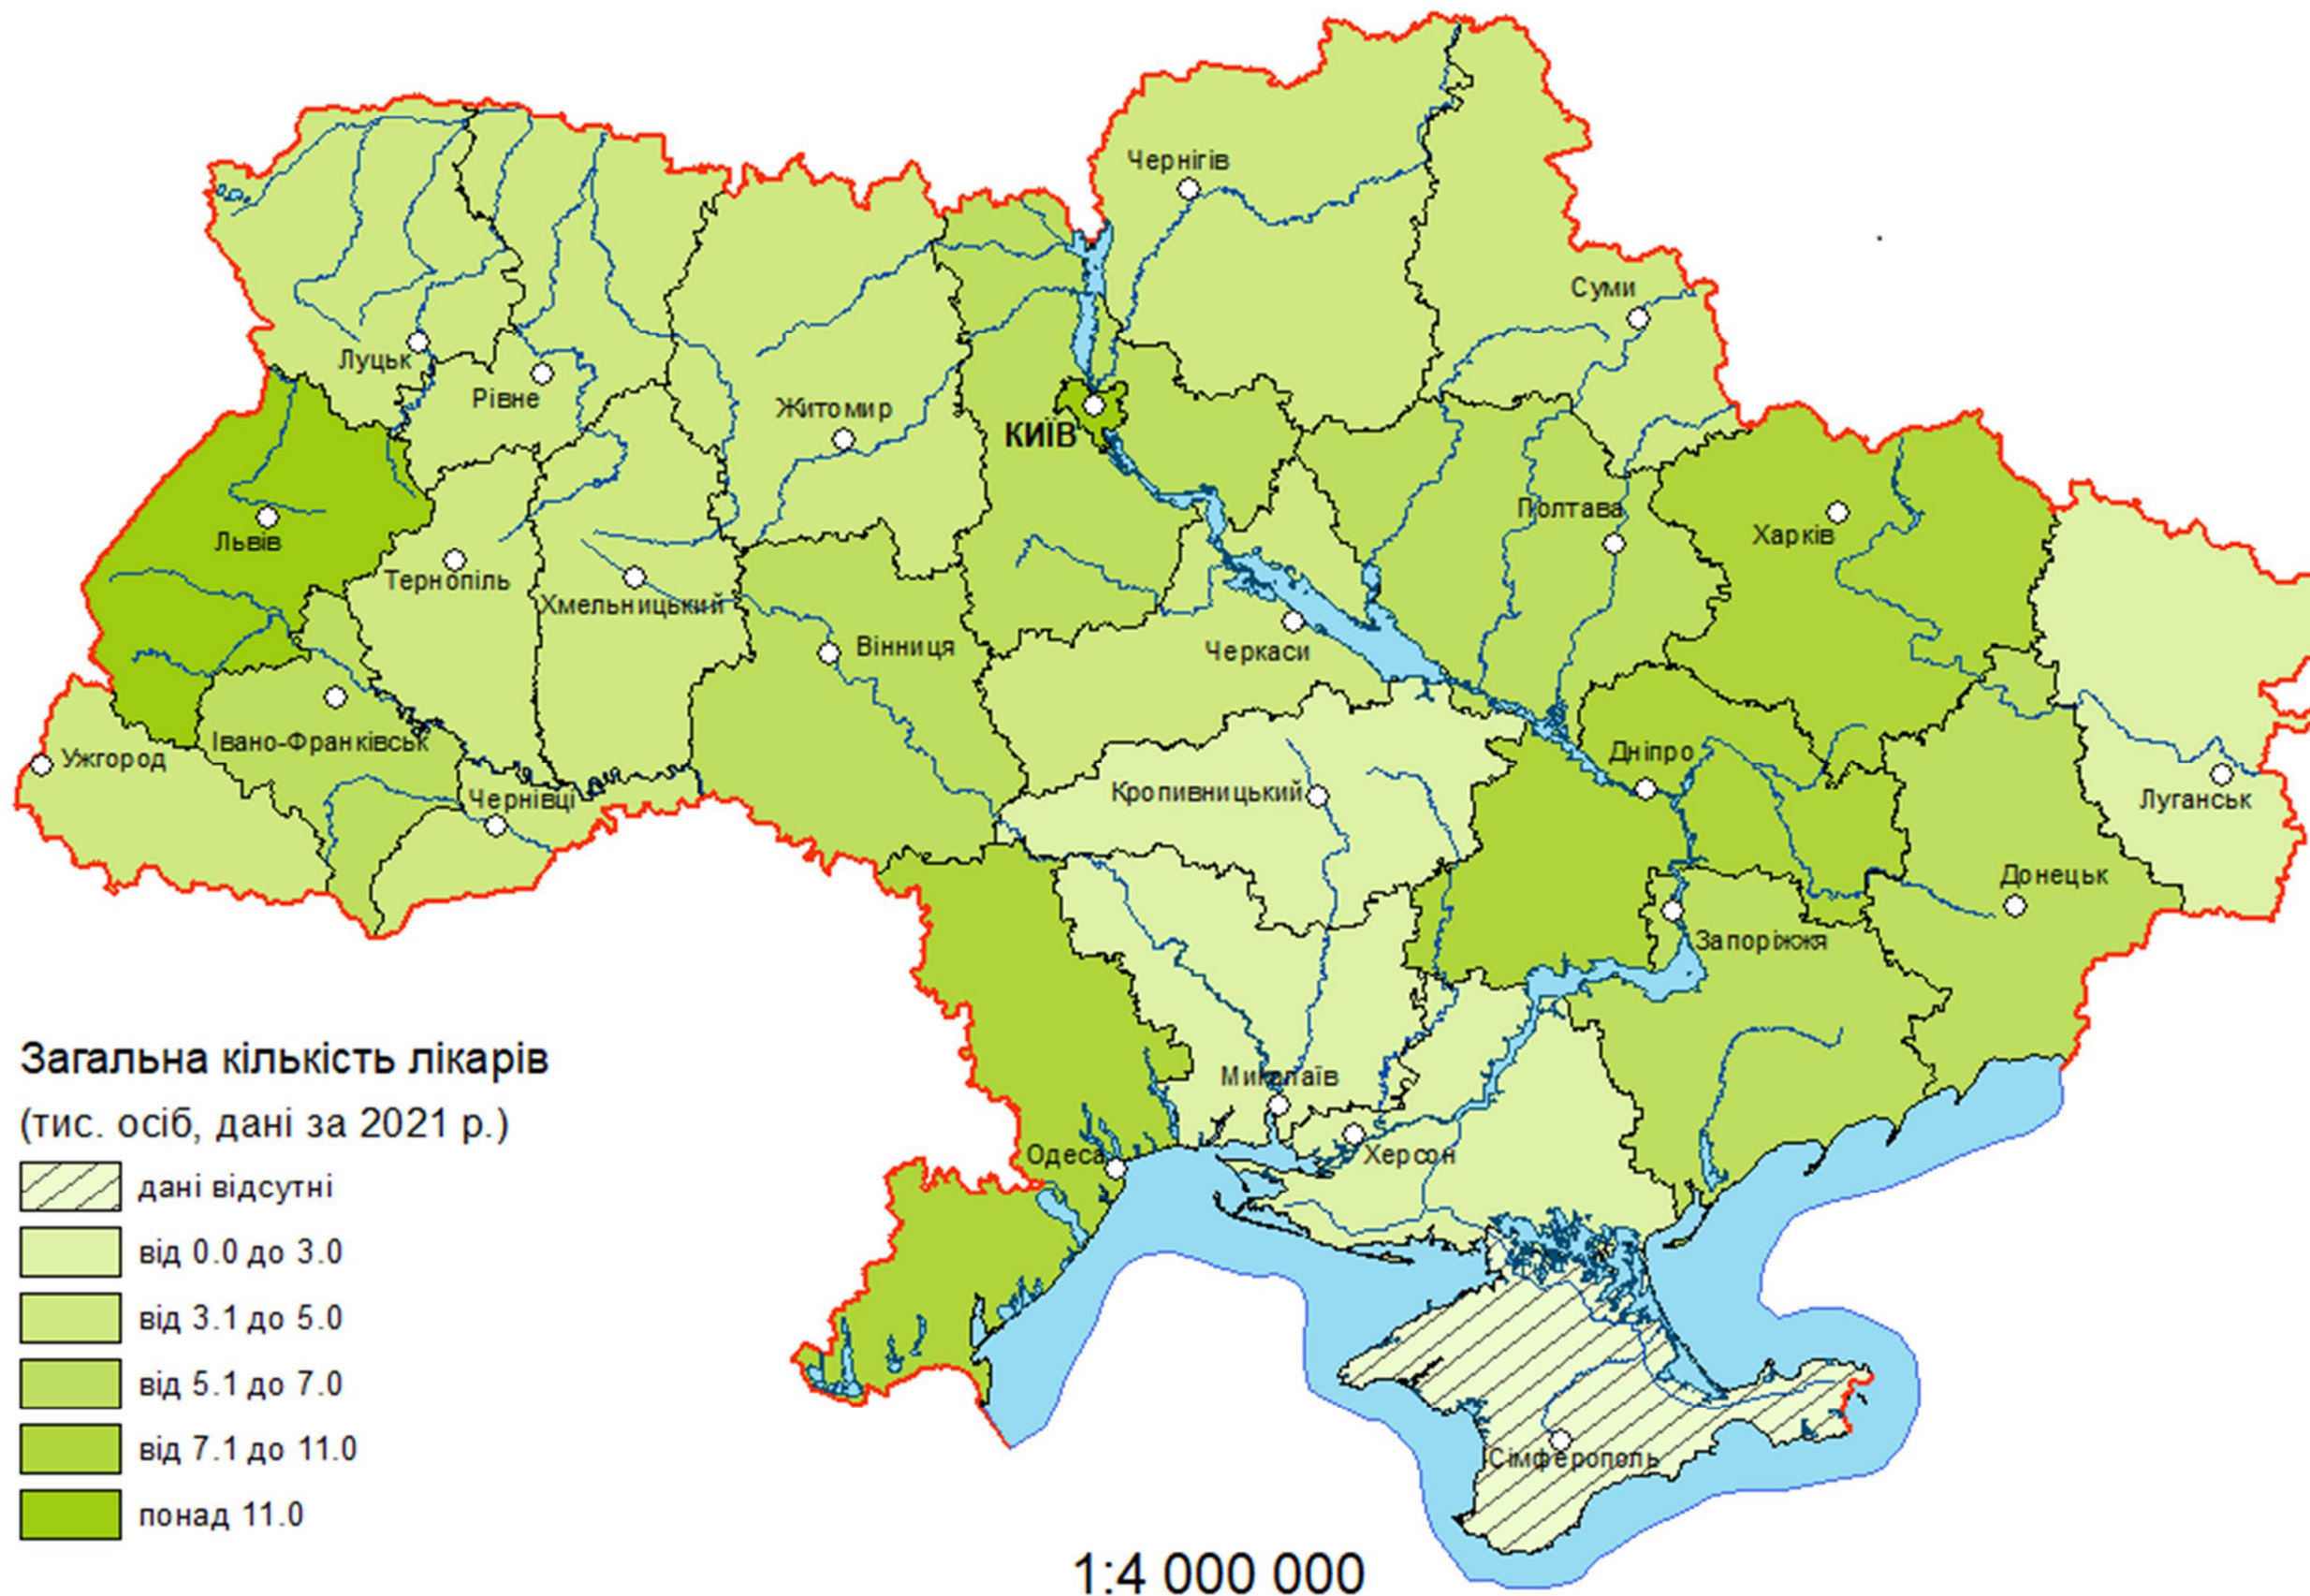 Чернігів
Суми
Луцьк
Рівне
Житомир
КИЇВ
Львів
Тернопіль
Хмельницький
Полтава
Харків
Вінниця
Черкаси
Івано-Франківськ
Ужгород
Чернівці
Кропивницький
Дніпро
Луганськ
Донецьк
Запоріжжя
Миколаїв
Одеса
Херсон
Сімферополь
Загальна кількість лікарів
(тис. осіб, дані за 2021 р.)
дані відсутні
від 0.0 до 3.0
від 3.1 до 5.0
від 5.1 до 7.0
від 7.1 до 11.0
понад 11.0
1:4 000 000